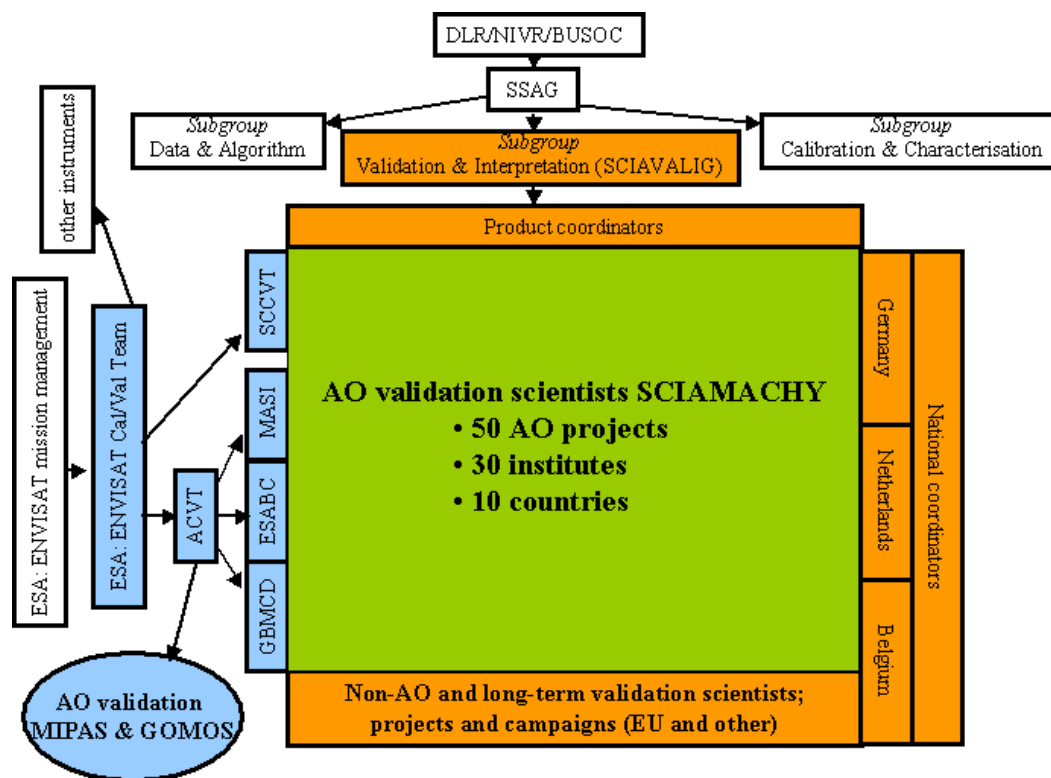 DLR/NIVR/BUSOC
SSAG
Subgroup
Data & Algorithm
Subgroup
Validation & Interpretation (SCIAVALIG)
Subgroup
Calibration & Characterisation
other instruments
ESA: ENVISAT mission management
ESA: ENVISAT Cal/Val Team
ACVT
SCCVT
MASI
ESABC
GBMCD
Product coordinators
AO validation scientists SCIAMACHY
• 50 AO projects
• 30 institutes
• 10 countries
Germany
Netherlands
Belgium
National coordinators
Non-AO and long-term validation scientists;
projects and campaigns (EU and other)
AO validation
MIPAS & GOMOS